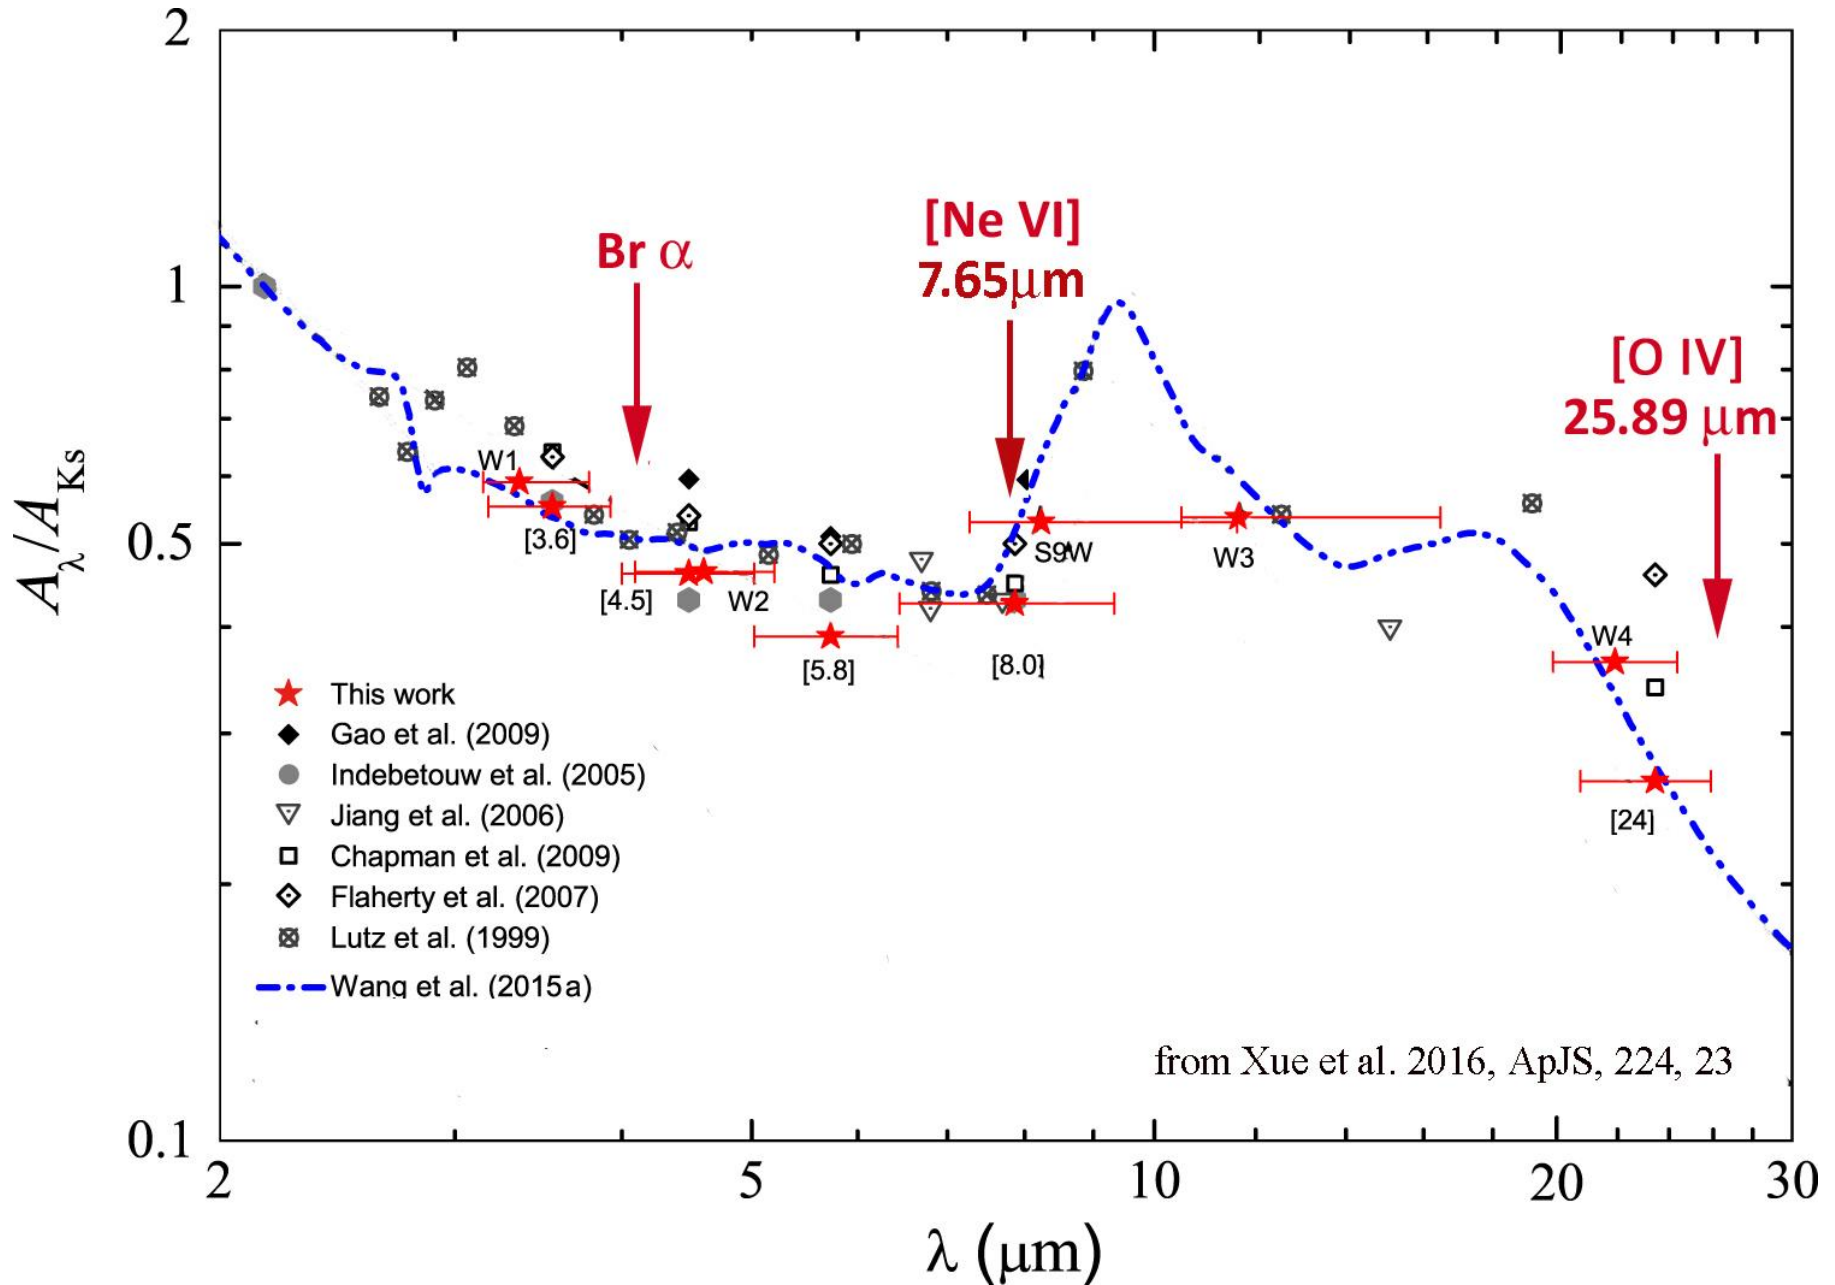 2
1
0.5
0.1
A_λ/A_Ks
[Ne VI]
7.65μm
Br α
[O IV]
25.89 μm
W1
[3.6]
[4.5]
W2
[5.8]
[8.0]
S9W
W3
W4
[24]
This work
Gao et al. (2009)
Indebetouw et al. (2005)
Jiang et al. (2006)
Chapman et al. (2009)
Flaherty et al. (2007)
Lutz et al. (1999)
Wang et al. (2015a)
from Xue et al. 2016, ApJS, 224, 23
2 5 10 20 30
λ (μm)